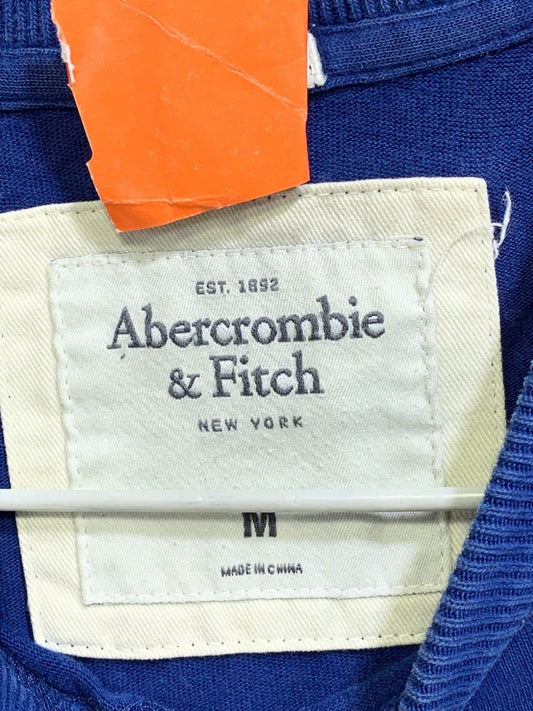 EST. 1892
Abercrombie
& Fitch
NEW YORK
M
MADE IN CHINA